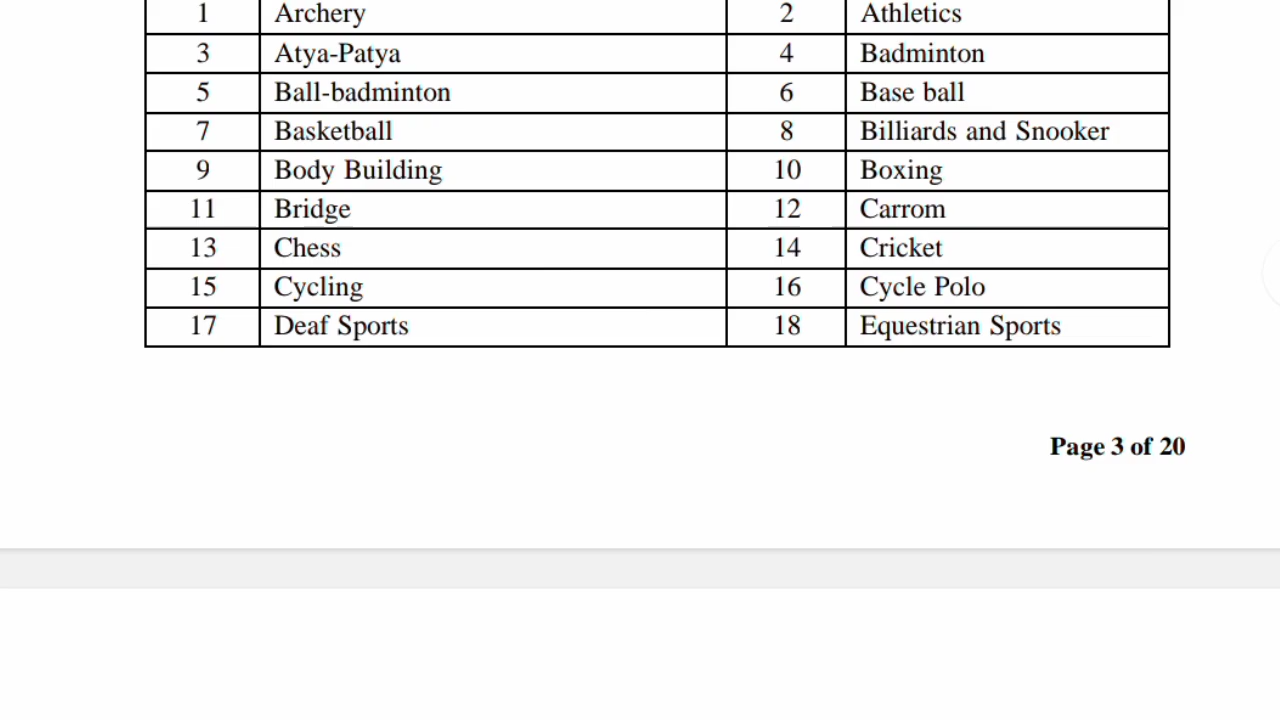 1 Archery 2 Athletics
3 Atya-Patya 4 Badminton
5 Ball-badminton 6 Base ball
7 Basketball 8 Billiards and Snooker
9 Body Building 10 Boxing
11 Bridge 12 Carrom
13 Chess 14 Cricket
15 Cycling 16 Cycle Polo
17 Deaf Sports 18 Equestrian Sports
Page 3 of 20